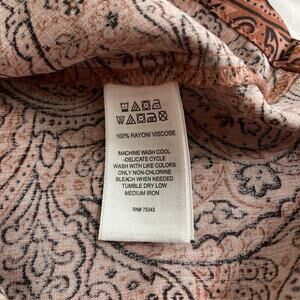 100% RAYON/ VISCOSE
MACHINE WASH COOL
-DELICATE CYCLE
WASH WITH LIKE COLORS
ONLY NON-CHLORINE
BLEACH WHEN NEEDED
TUMBLE DRY LOW
MEDIUM IRON
RN# 75343